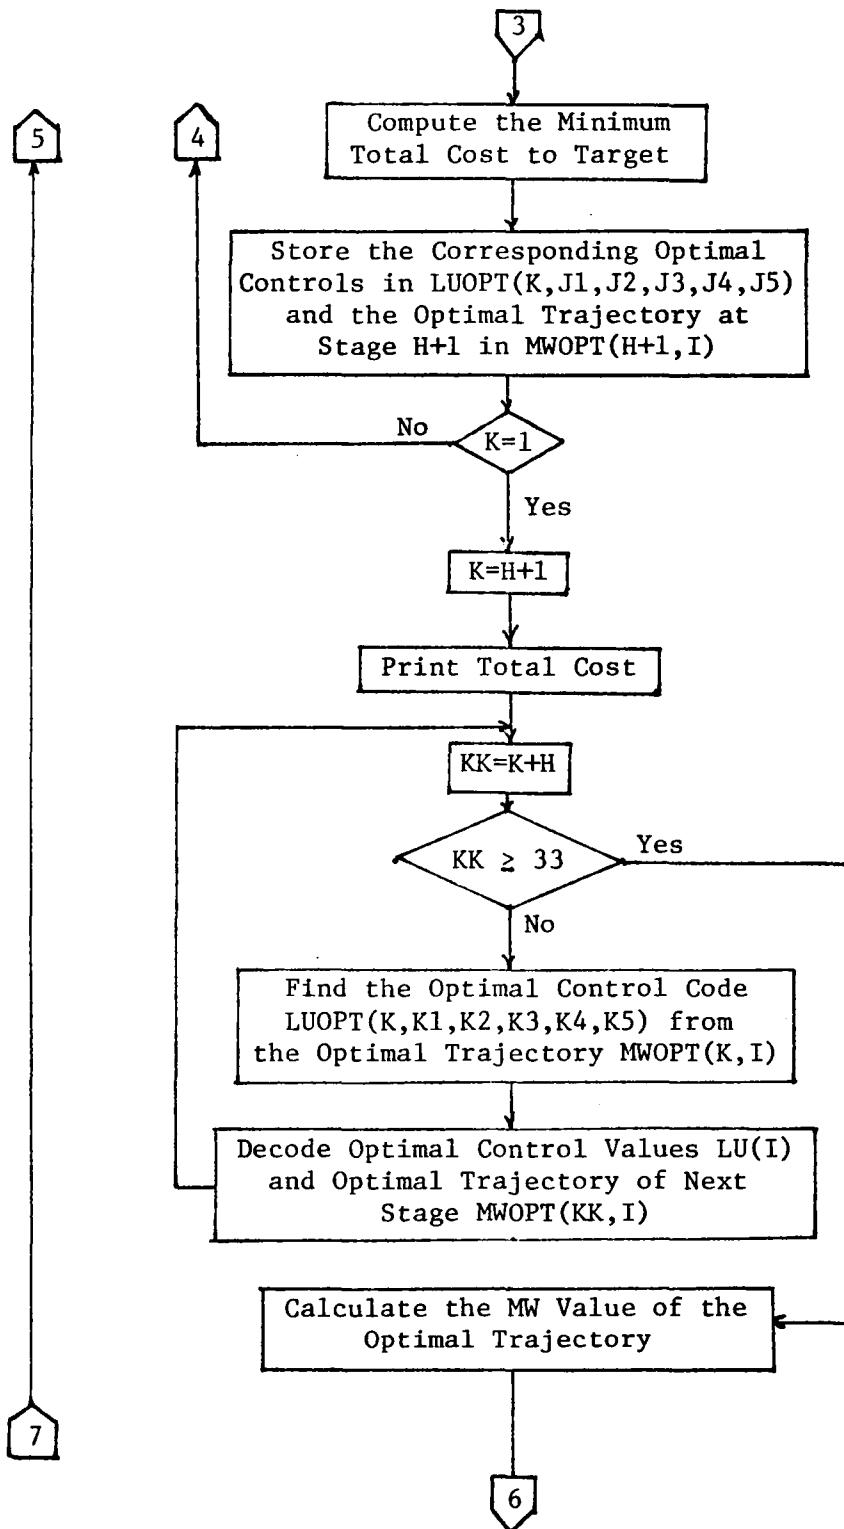 3
5
4
Compute the Minimum
Total Cost to Target
Store the Corresponding Optimal
Controls in LUOPT(K,J1,J2,J3,J4,J5)
and the Optimal Trajectory at
Stage H+1 in MWOPT(H+1,I)
No
K=1
Yes
K=H+1
Print Total Cost
KK=K+H
KK ≥ 33
Yes
No
Find the Optimal Control Code
LUOPT(K,K1,K2,K3,K4,K5) from
the Optimal Trajectory MWOPT(K,I)
Decode Optimal Control Values LU(I)
and Optimal Trajectory of Next
Stage MWOPT(KK,I)
Calculate the MW Value of the
Optimal Trajectory
7
6